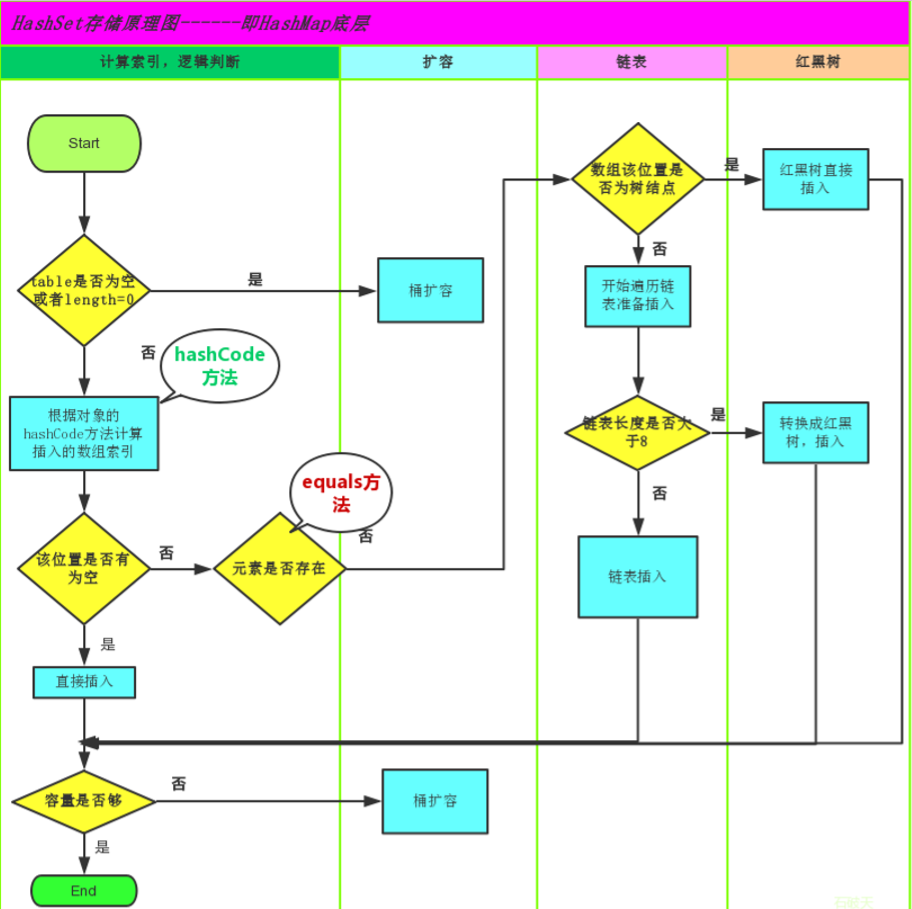 HashSet存储原理图------即HashMap底层
计算索引，逻辑判断
扩容
链表
红黑树
Start
table是否为空
或者length=0
是
桶扩容
否
hashCode
方法
根据对象的
hashCode方法计算
插入的数组索引
该位置是否有
为空
否
equals方
法
元素是否存在
否
是
直接插入
容量是否够
否
桶扩容
是
End
数组该位置是
否为树结点
是
红黑树直接
插入
否
开始遍历链
表准备插入
链表长度是否大
于8
是
转换成红黑
树，插入
否
链表插入